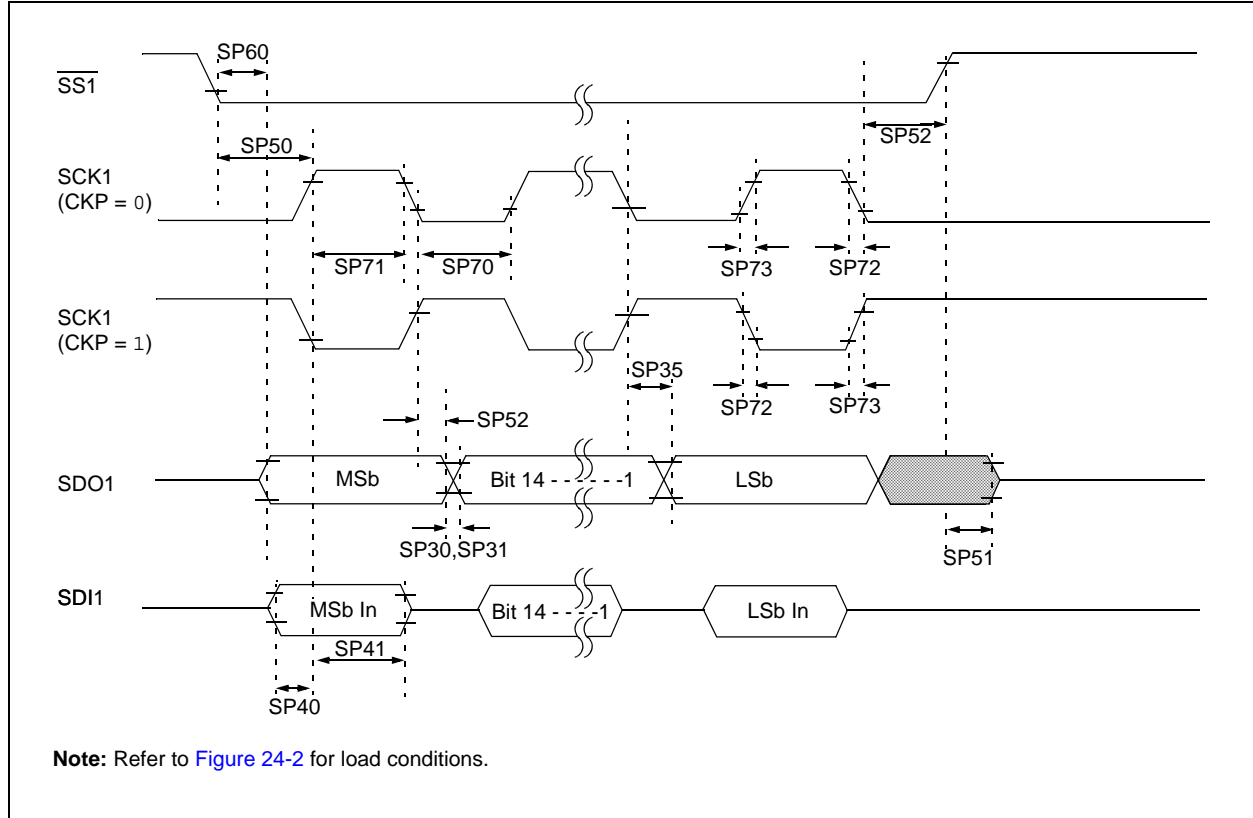 SP60
SS1
SP50
SP52
SCK1
(CKP = 0)
SP71
SP70
SP73
SP72
SCK1
(CKP = 1)
SP35
SP72
SP73
SP52
SDO1
MSb
Bit 14 - - - - - -1
LSb
SP30,SP31
SP51
SDI1
MSb In
Bit 14 - - - -1
LSb In
SP41
SP40
Note: Refer to Figure 24-2 for load conditions.